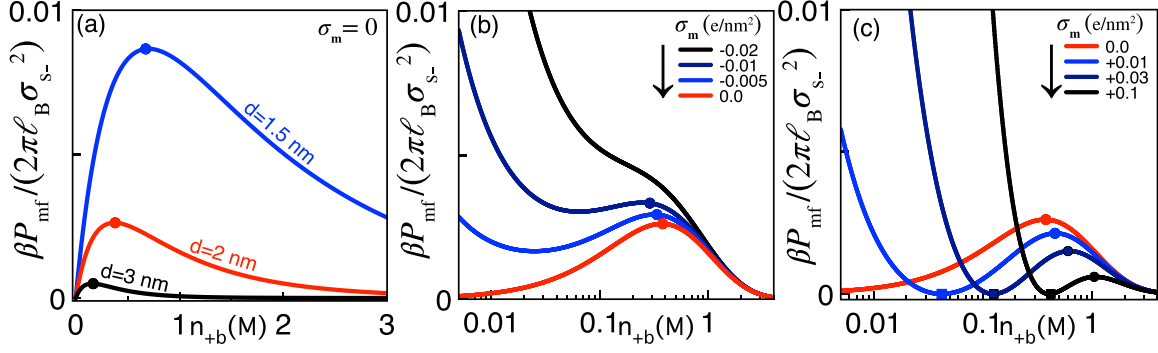 (a)
σm = 0
0.01
βPmf/(2πℓBσs-²)
d=1.5 nm
d=2 nm
d=3 nm
0
0 1 n+b(M) 2 3
(b)
σm (e/nm²)
-0.02
-0.01
-0.005
0.0
0.01
βPmf/(2πℓBσs-²)
0
0.01 0.1 n+b(M) 1
(c)
σm (e/nm²)
0.0
+0.01
+0.03
+0.1
0.01
βPmf/(2πℓBσs-²)
0
0.01 0.1 n+b(M) 1